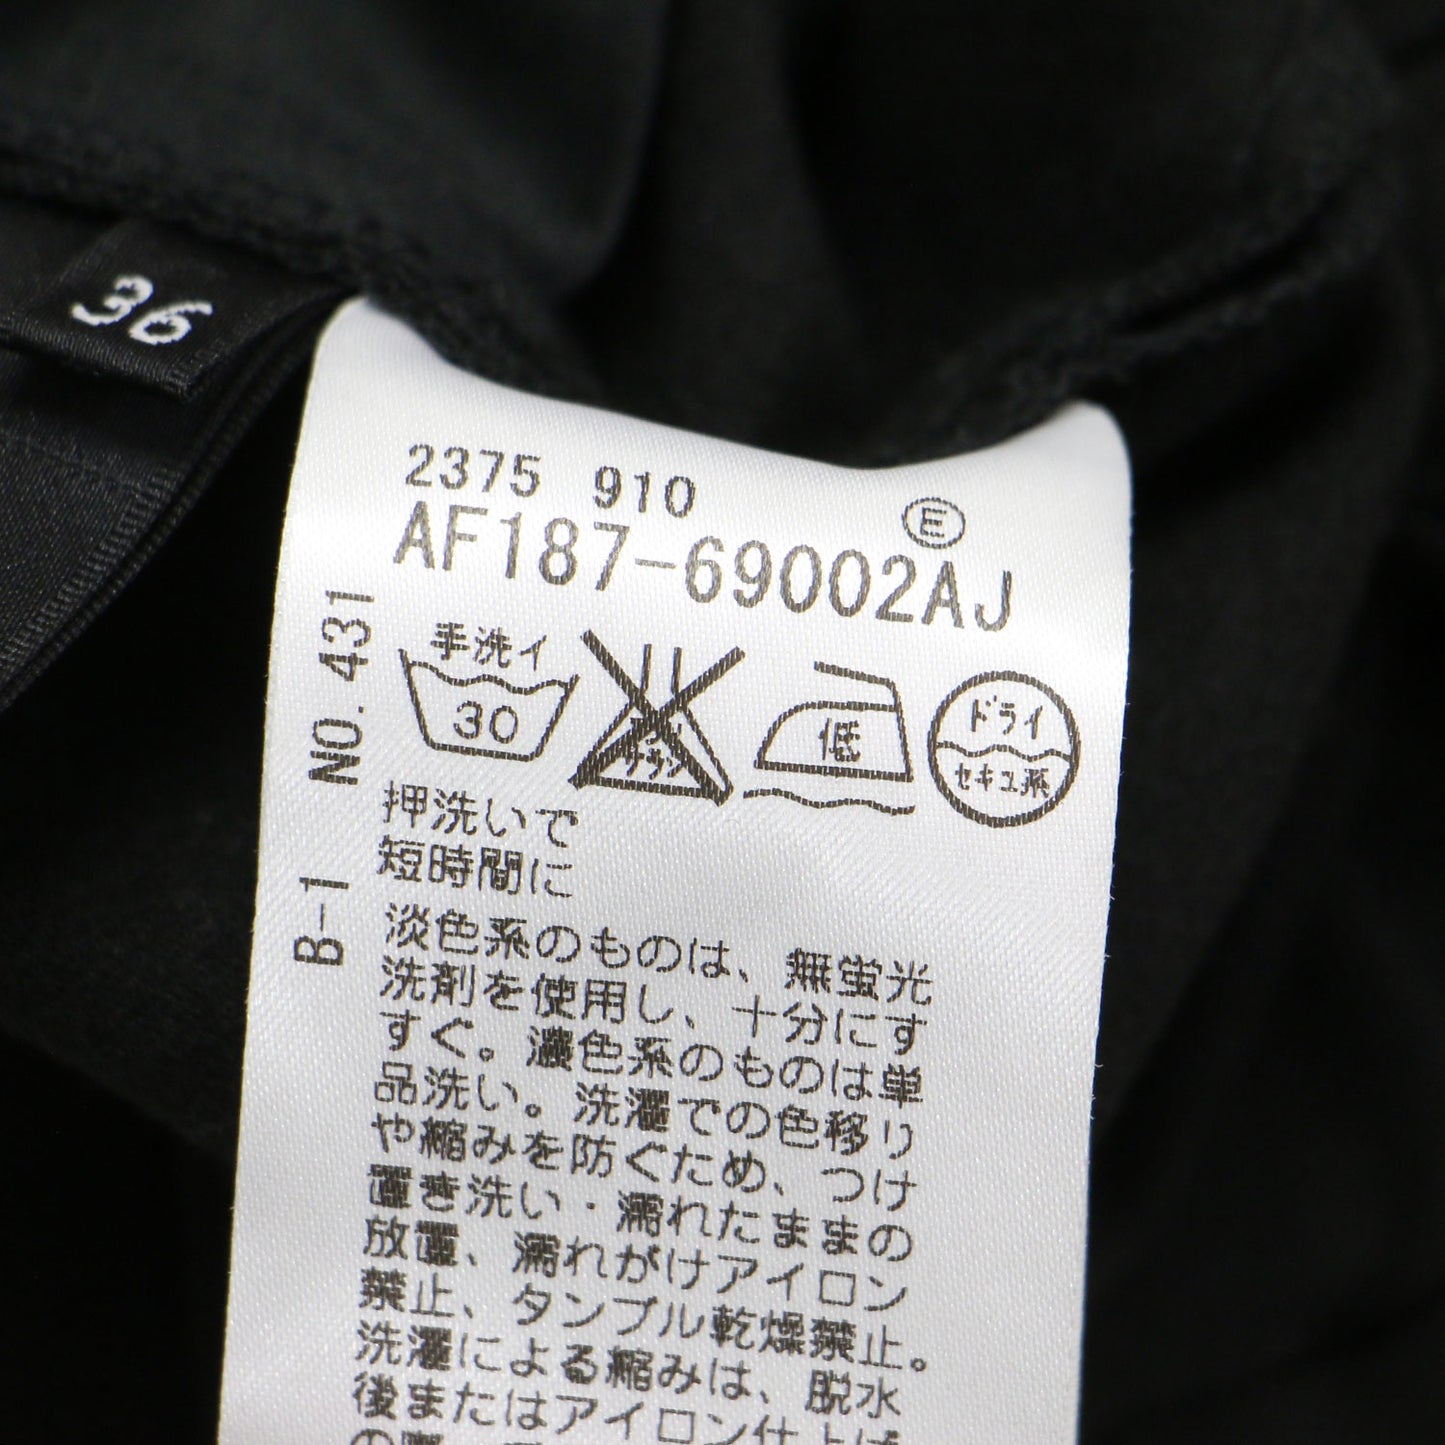 36
2375 910
Ⓔ
AF187-69002AJ
NO. 431
B-1
手洗イ
30
低
ドライ
セキユ系
押洗いで
短時間に
淡色系のものは、無蛍光
洗剤を使用し、十分にす
すぐ。濃色系のものは単
品洗い。洗濯での色移り
や縮みを防ぐため、つけ
置き洗い・濡れたままの
放置、濡れがけアイロン
禁止、タンブル乾燥禁止。
洗濯による縮みは、脱水
後またはアイロン仕上げ